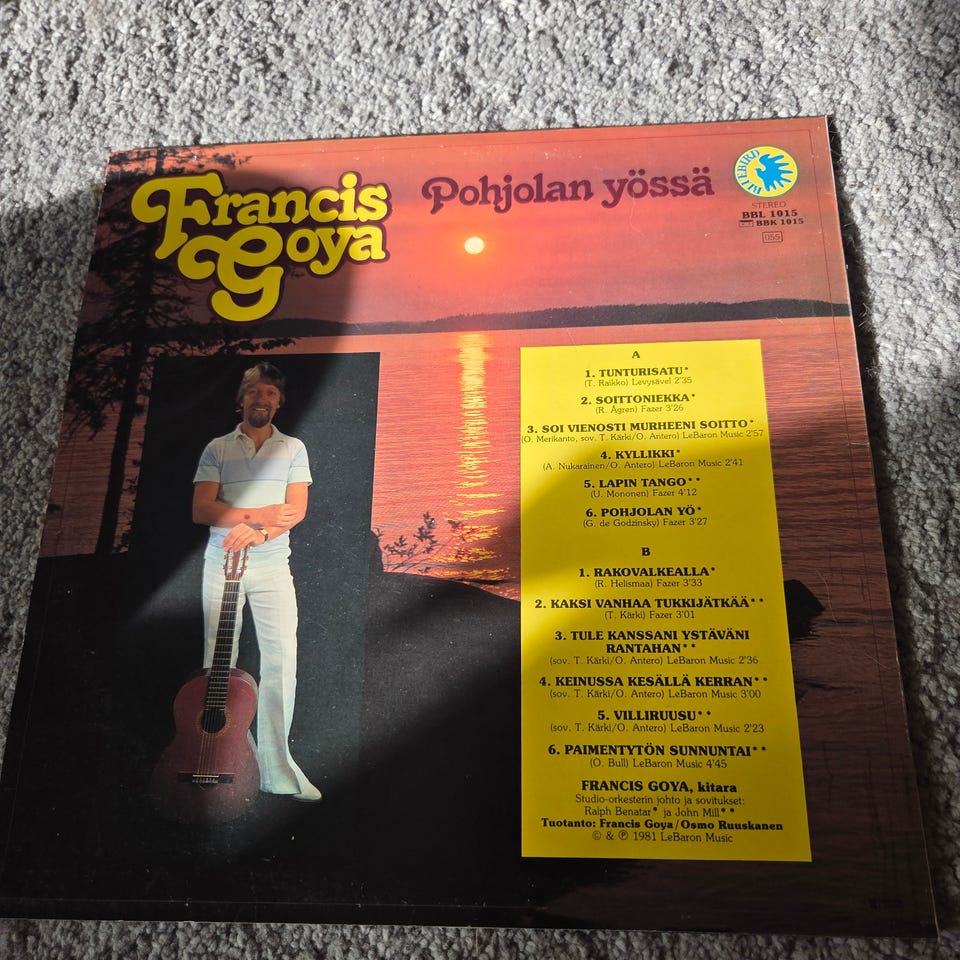 Francis
Goya
Pohjolan yössä
BLUEBIRD
STEREO
BBL 1015
BBK 1015
055
A
1. TUNTURISATU*
(T. Raikko) Levysävel 2'35
2. SOITTONIEKKA*
(R. Ågren) Fazer 3'26
3. SOI VIENOSTI MURHEENI SOITTO*
(O. Merikanto, sov. T. Kärki/O. Antero) LeBaron Music 2'57
4. KYLLIKKI*
(A. Nukarainen/O. Antero) LeBaron Music 2'41
5. LAPIN TANGO**
(U. Mononen) Fazer 4'12
6. POHJOLAN YÖ*
(G. de Godzinsky) Fazer 3'27
B
1. RAKOVALKEALLA*
(R. Helismaa) Fazer 3'33
2. KAKSI VANHAA TUKKIJÄTKÄÄ**
(T. Kärki) Fazer 3'01
3. TULE KANSSANI YSTÄVÄNI
RANTAHAN**
(sov. T. Kärki/O. Antero) LeBaron Music 2'36
4. KEINUSSA KESÄLLÄ KERRAN**
(sov. T. Kärki/O. Antero) LeBaron Music 3'00
5. VILLIRUUSU**
(sov. T. Kärki/O. Antero) LeBaron Music 2'23
6. PAIMENTYTÖN SUNNUNTAI**
(O. Bull) LeBaron Music 4'45
FRANCIS GOYA, kitara
Studio-orkesterin johto ja sovitukset:
Ralph Benatar* ja John Mill**
Tuotanto: Francis Goya/Osmo Ruuskanen
© & ℗ 1981 LeBaron Music